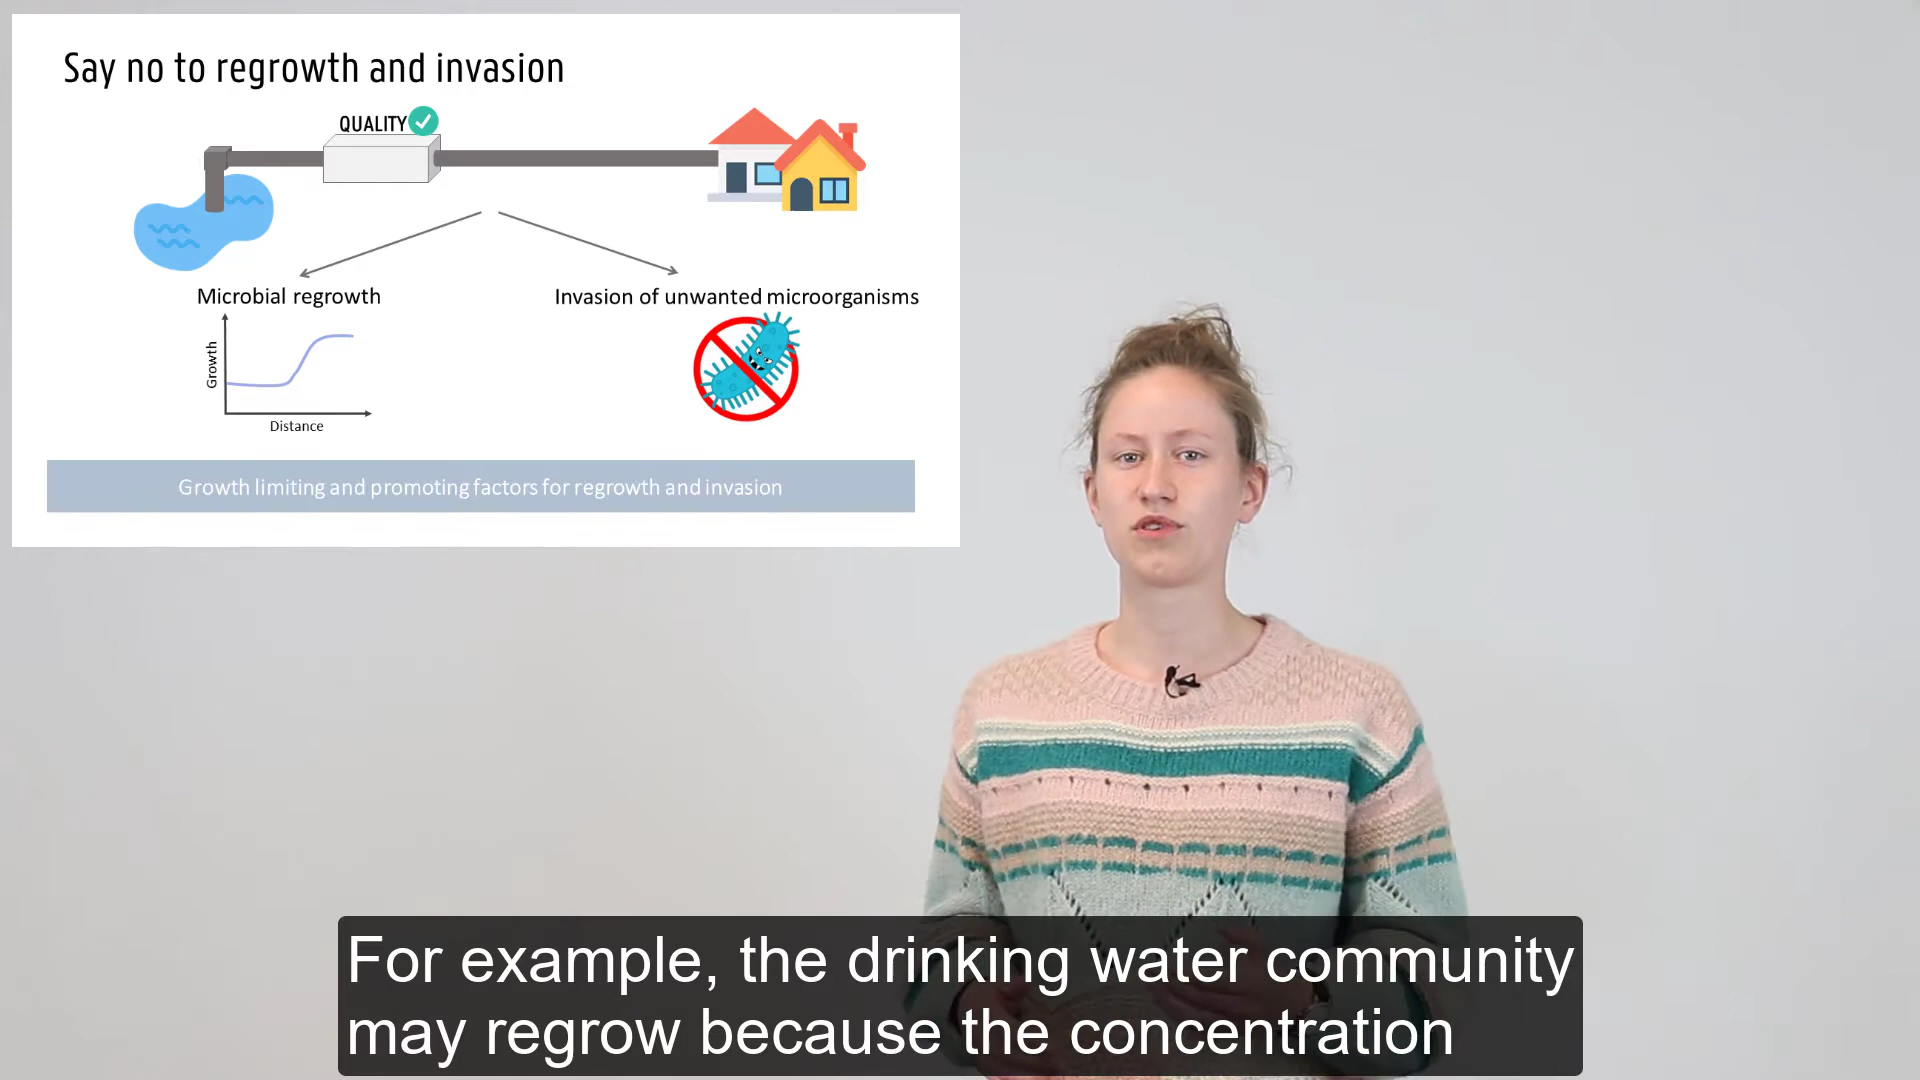 Say no to regrowth and invasion
QUALITY
Microbial regrowth
Invasion of unwanted microorganisms
Growth
Distance
Growth limiting and promoting factors for regrowth and invasion
For example, the drinking water community
may regrow because the concentration